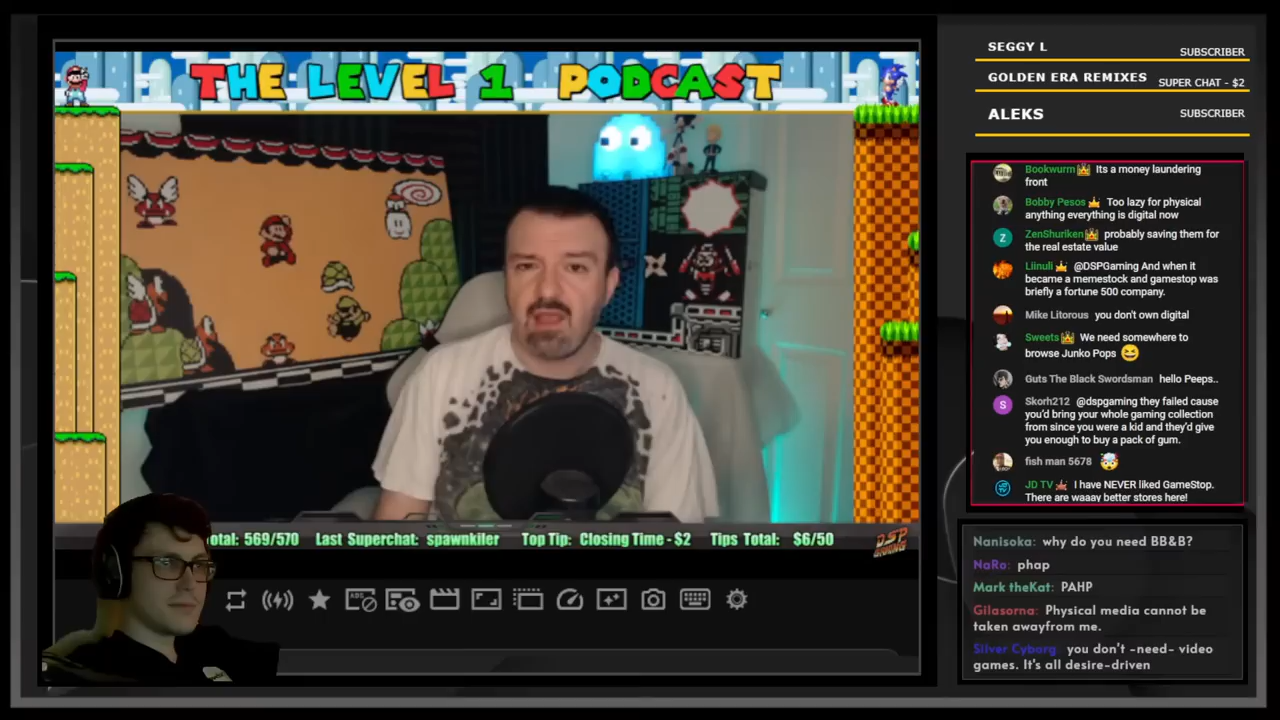 THE LEVEL 1 PODCAST
otal: 569/570 Last Superchat: spawnkiler Top Tip: Closing Time - $2 Tips Total: $6/50
DSP
GAMING
ABS
SEGGY L SUBSCRIBER
GOLDEN ERA REMIXES SUPER CHAT - $2
ALEKS SUBSCRIBER
Bookwurm Its a money laundering
front
Bobby Pesos Too lazy for physical
anything everything is digital now
Z ZenShuriken probably saving them for
the real estate value
Liinuli @DSPGaming And when it
became a memestock and gamestop was
briefly a fortune 500 company.
Mike Litorous you don't own digital
Sweets We need somewhere to
browse Junko Pops
Guts The Black Swordsman hello Peeps..
S Skorh212 @dspgaming they failed cause
you'd bring your whole gaming collection
from since you were a kid and they'd give
you enough to buy a pack of gum.
fish man 5678
JD TV I have NEVER liked GameStop.
There are waaay better stores here!
Nanisoka: why do you need BB&B?
NaRo: phap
Mark theKat: PAHP
Gilasorna: Physical media cannot be
taken awayfrom me.
Silver Cyborg: you don't -need- video
games. It's all desire-driven